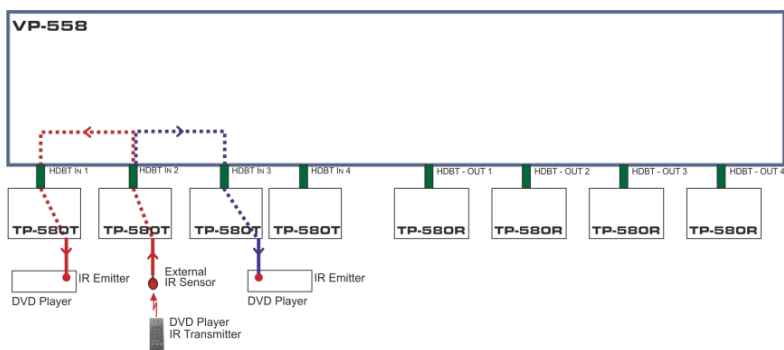 VP-558
HDBT IN 1
HDBT IN 2
HDBT IN 3
HDBT IN 4
HDBT - OUT 1
HDBT - OUT 2
HDBT - OUT 3
HDBT - OUT 4
TP-580T
TP-580T
TP-580T
TP-580T
TP-580R
TP-580R
TP-580R
TP-580R
IR Emitter
DVD Player
External
IR Sensor
IR Emitter
DVD Player
DVD Player
IR Transmitter